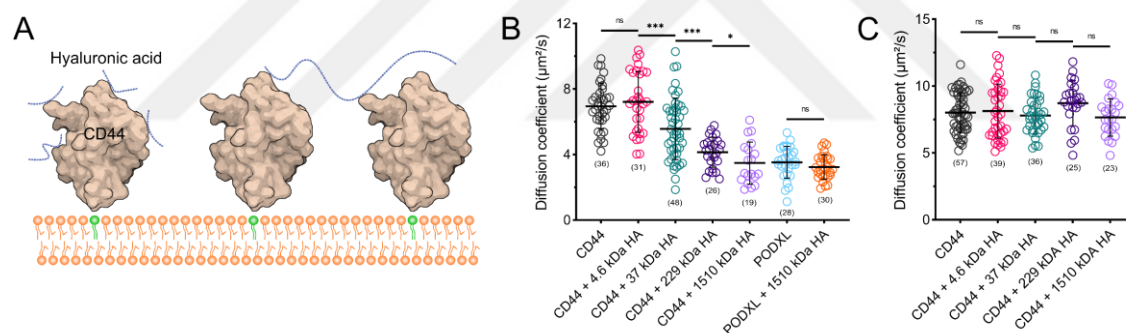 A
Hyaluronic acid
CD44
B
Diffusion coefficient (µm²/s)
12
8
4
0
ns
***
***
*
ns
(36)
(31)
(48)
(26)
(19)
(28)
(30)
CD44
CD44 + 4.6 kDa HA
CD44 + 37 kDa HA
CD44 + 229 kDa HA
CD44 + 1510 kDa HA
PODXL
PODXL + 1510 kDa HA
C
Diffusion coefficient (µm²/s)
15
10
5
0
ns
ns
ns
ns
(57)
(39)
(36)
(25)
(23)
CD44
CD44 + 4.6 kDa HA
CD44 + 37 kDa HA
CD44 + 229 kDA HA
CD44 + 1510 kDA HA